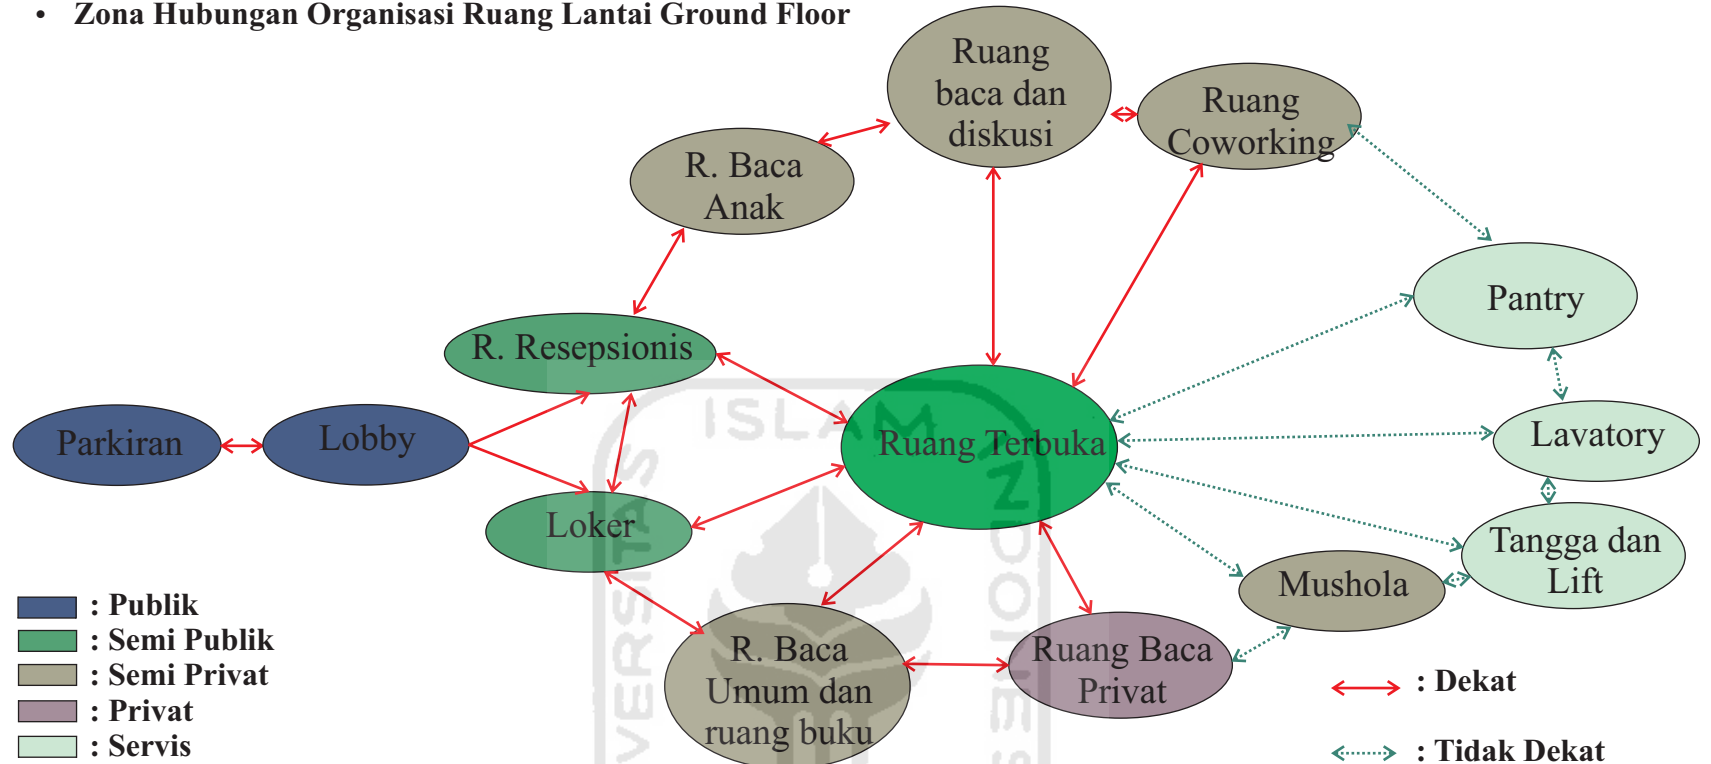 • Zona Hubungan Organisasi Ruang Lantai Ground Floor
Ruang
baca dan
diskusi
Ruang
Coworking
R. Baca
Anak
Pantry
R. Resepsionis
Parkiran
Lobby
Ruang Terbuka
Lavatory
Loker
Tangga dan
Lift
Mushola
R. Baca
Umum dan
ruang buku
Ruang Baca
Privat
: Publik
: Semi Publik
: Semi Privat
: Privat
: Servis
: Dekat
: Tidak Dekat
ISLAM